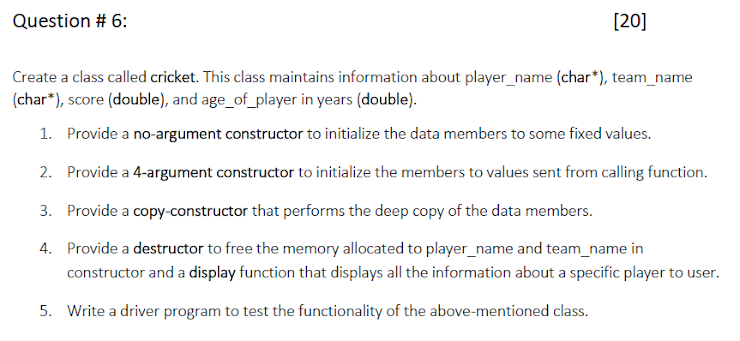 Question # 6: [20]
Create a class called cricket. This class maintains information about player_name (char*), team_name
(char*), score (double), and age_of_player in years (double).
1. Provide a no-argument constructor to initialize the data members to some fixed values.
2. Provide a 4-argument constructor to initialize the members to values sent from calling function.
3. Provide a copy-constructor that performs the deep copy of the data members.
4. Provide a destructor to free the memory allocated to player_name and team_name in
constructor and a display function that displays all the information about a specific player to user.
5. Write a driver program to test the functionality of the above-mentioned class.